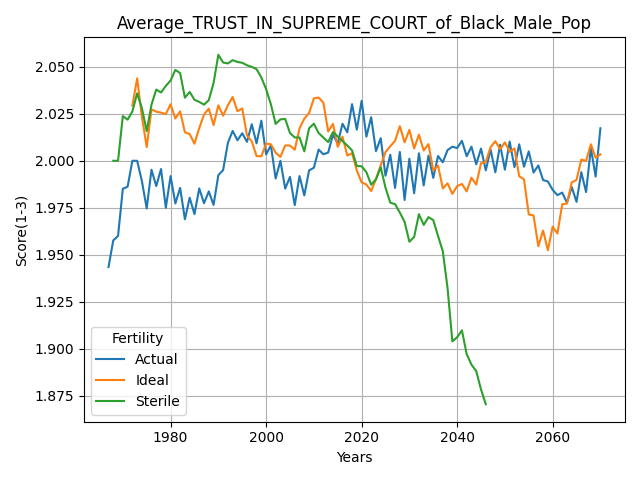 Average_TRUST_IN_SUPREME_COURT_of_Black_Male_Pop
Score(1-3)
2.050
2.025
2.000
1.975
1.950
1.925
1.900
1.875
Fertility
Actual
Ideal
Sterile
1980
2000
2020
2040
2060
Years